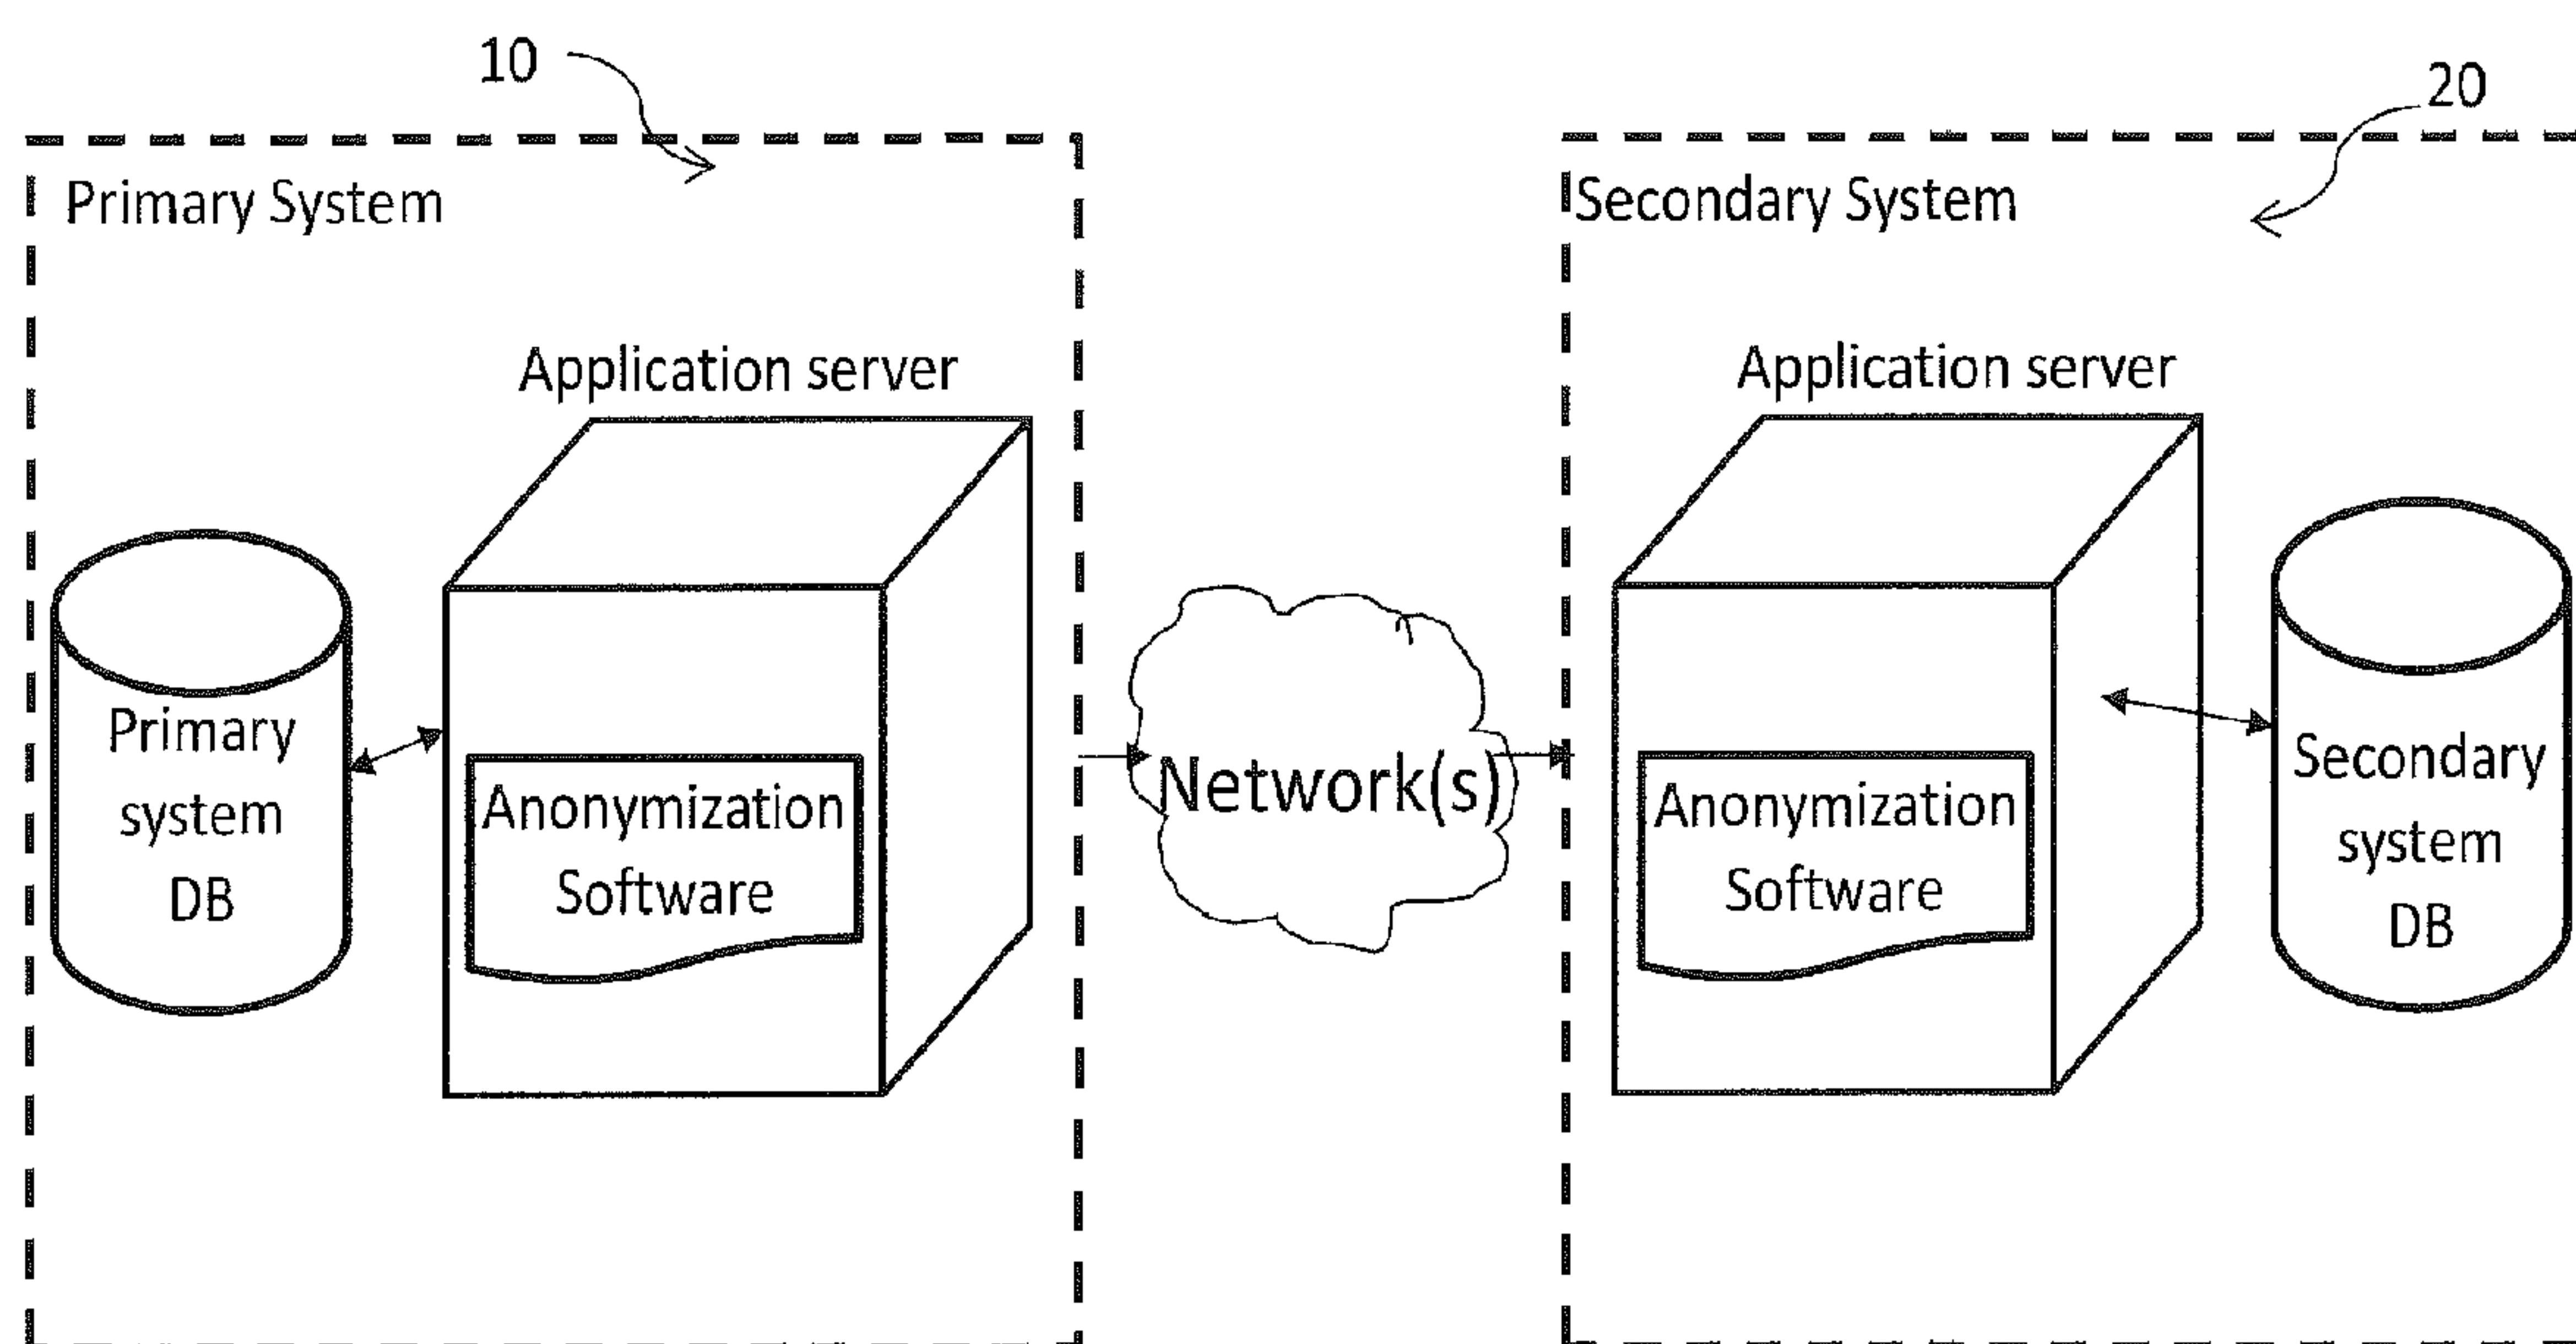 10
20
Primary System
Secondary System
Application server
Application server
Primary
system
DB
Anonymization
Software
Network(s)
Anonymization
Software
Secondary
system
DB